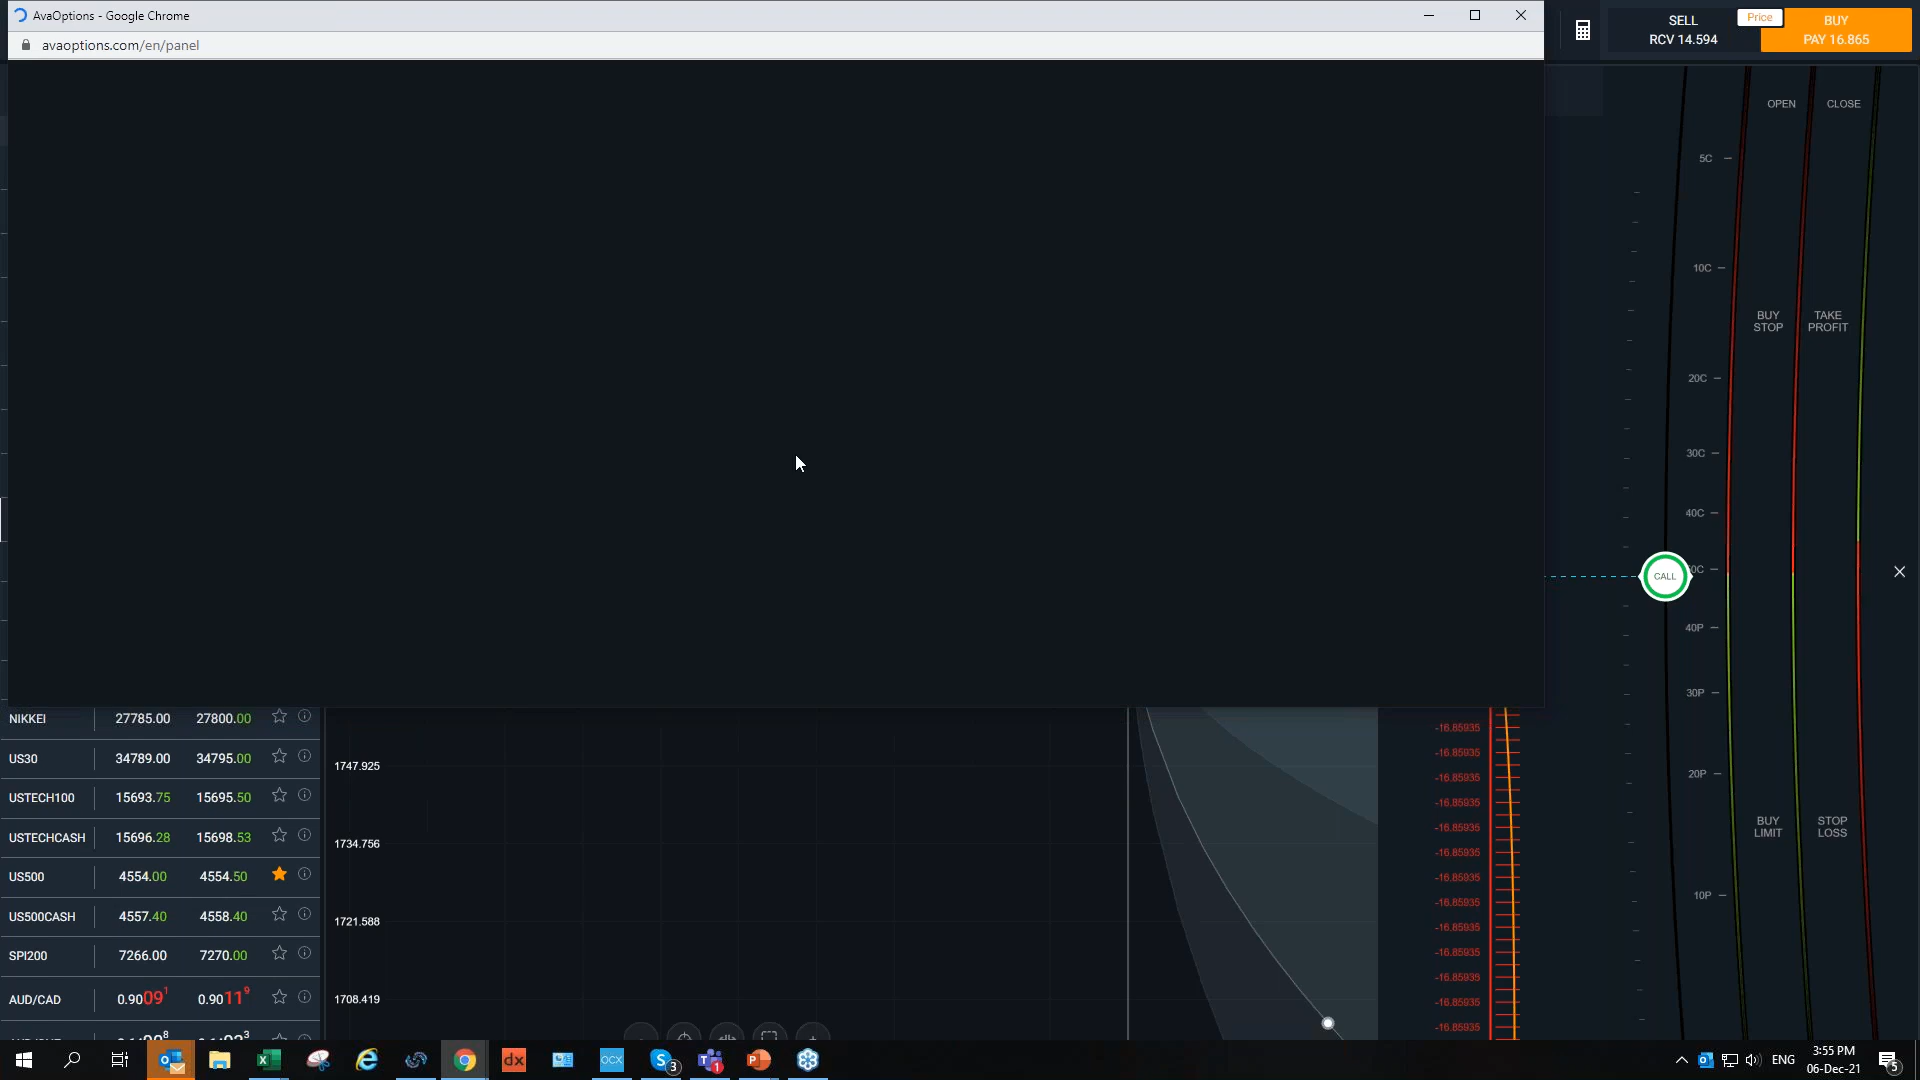 AvaOptions - Google Chrome
avaoptions.com/en/panel
SELL
RCV 14.594
Price
BUY
PAY 16.865
OPEN
CLOSE
5C
10C
BUY STOP
TAKE PROFIT
20C
30C
40C
CALL
40P
30P
20P
BUY LIMIT
STOP LOSS
10P
NIKKEI 27785.00 27800.00
US30 34789.00 34795.00
USTECH100 15693.75 15695.50
USTECHCASH 15696.28 15698.53
US500 4554.00 4554.50
US500CASH 4557.40 4558.40
SPI200 7266.00 7270.00
AUD/CAD 0.90091 0.90119
1747.925
1734.756
1721.588
1708.419
-16.85935
-16.85935
-16.85935
-16.85935
-16.85935
-16.85935
-16.85935
-16.85935
-16.85935
-16.85935
-16.85935
-16.85935
-16.85935
dx
OCX
3
1
ENG
3:55 PM
06-Dec-21
5